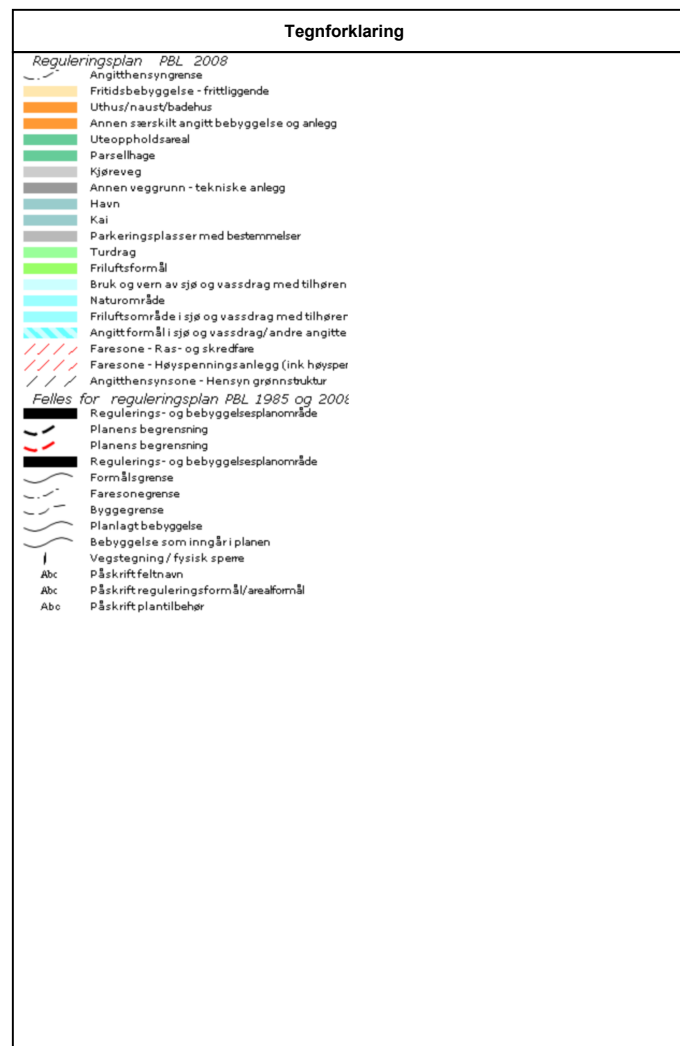 Tegnforklaring
Reguleringsplan PBL 2008
Angitthensyngrense
Fritidsbebyggelse - frittliggende
Uthus/naust/badehus
Annen særskilt angitt bebyggelse og anlegg
Uteoppholdsareal
Parsellhage
Kjøreveg
Annen veggrunn - tekniske anlegg
Havn
Kai
Parkeringsplasser med bestemmelser
Turdrag
Friluftsformål
Bruk og vern av sjø og vassdrag med tilhøren
Naturområde
Friluftsområde i sjø og vassdrag med tilhøren
Angitt formål i sjø og vassdrag/ andre angitte
Faresone - Ras- og skredfare
Faresone - Høyspenningsanlegg (ink høysper
Angitthensynsone - Hensyn grønnstruktur
Felles for reguleringsplan PBL 1985 og 2008
Regulerings- og bebyggelsesplanområde
Planens begrensning
Planens begrensning
Regulerings- og bebyggelsesplanområde
Formålsgrense
Faresonegrense
Byggegrense
Planlagt bebyggelse
Bebyggelse som inngår i planen
Vegstegning / fysisk sperre
Abc Påskrift feltnavn
Abc Påskrift reguleringsformål/arealformål
Abc Påskrift plantilbehør